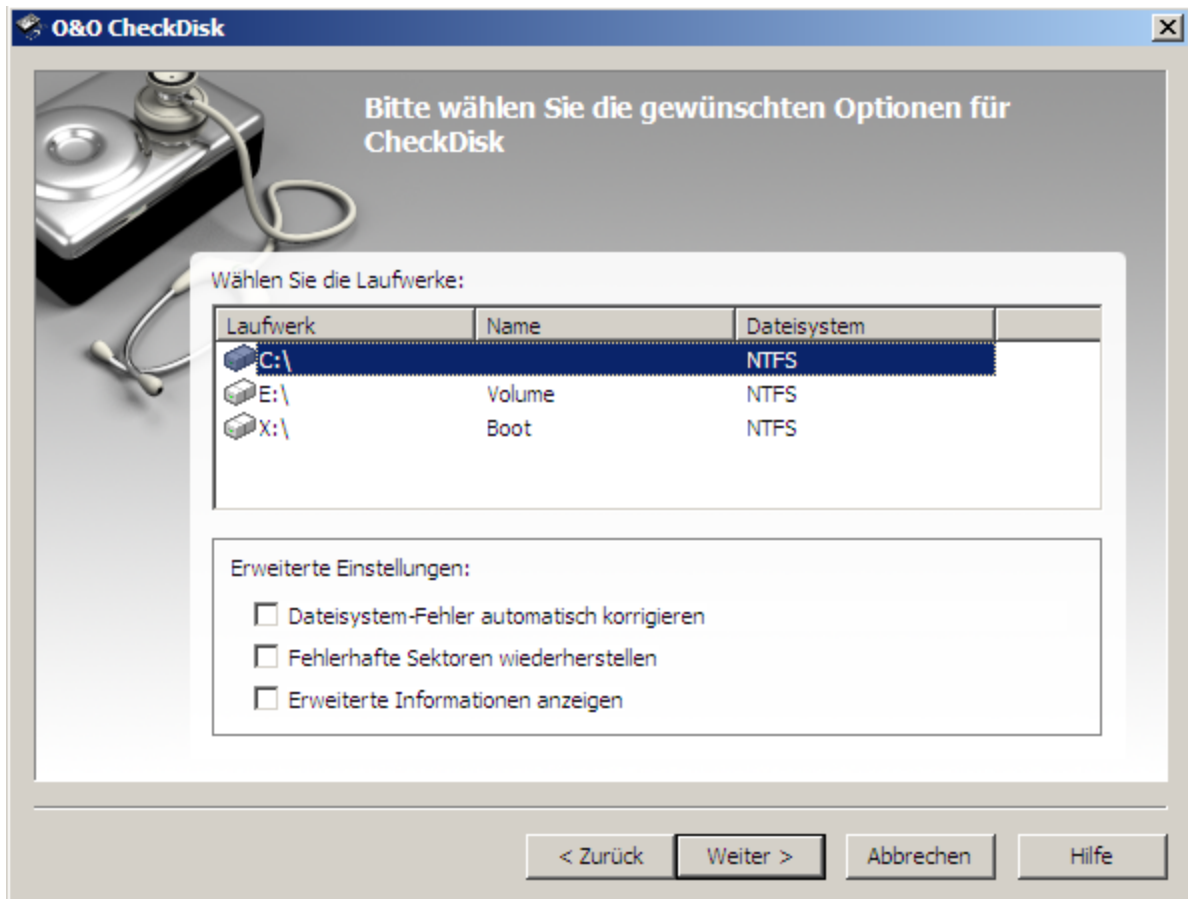 O&O CheckDisk
Bitte wählen Sie die gewünschten Optionen für
CheckDisk
Wählen Sie die Laufwerke:
Laufwerk Name Dateisystem
C:\ NTFS
E:\ Volume NTFS
X:\ Boot NTFS
Erweiterte Einstellungen:
Dateisystem-Fehler automatisch korrigieren
Fehlerhafte Sektoren wiederherstellen
Erweiterte Informationen anzeigen
< Zurück Weiter > Abbrechen Hilfe